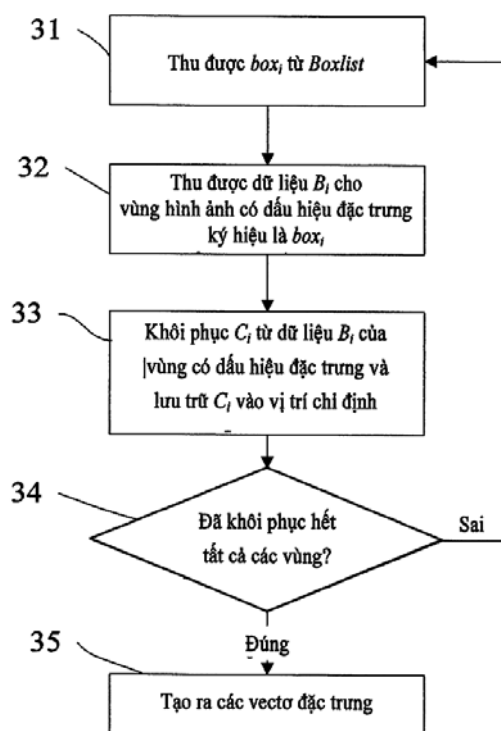 31
Thu được boxᵢ từ Boxlist
32
Thu được dữ liệu Bᵢ cho
vùng hình ảnh có dấu hiệu đặc trưng
ký hiệu là boxᵢ
33
Khôi phục Cᵢ từ dữ liệu Bᵢ của
|vùng có dấu hiệu đặc trưng và
lưu trữ Cᵢ vào vị trí chỉ định
34
Đã khôi phục hết
tất cả các vùng?
Sai
Đúng
35
Tạo ra các vectơ đặc trưng